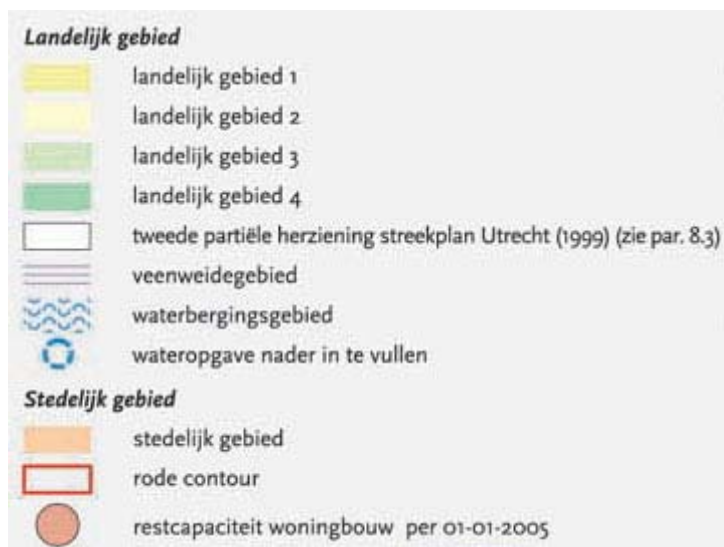 Landelijk gebied
landelijk gebied 1
landelijk gebied 2
landelijk gebied 3
landelijk gebied 4
tweede partiële herziening streekplan Utrecht (1999) (zie par. 8.3)
veenweidegebied
waterbergingsgebied
wateropgave nader in te vullen
Stedelijk gebied
stedelijk gebied
rode contour
restcapaciteit woningbouw per 01-01-2005